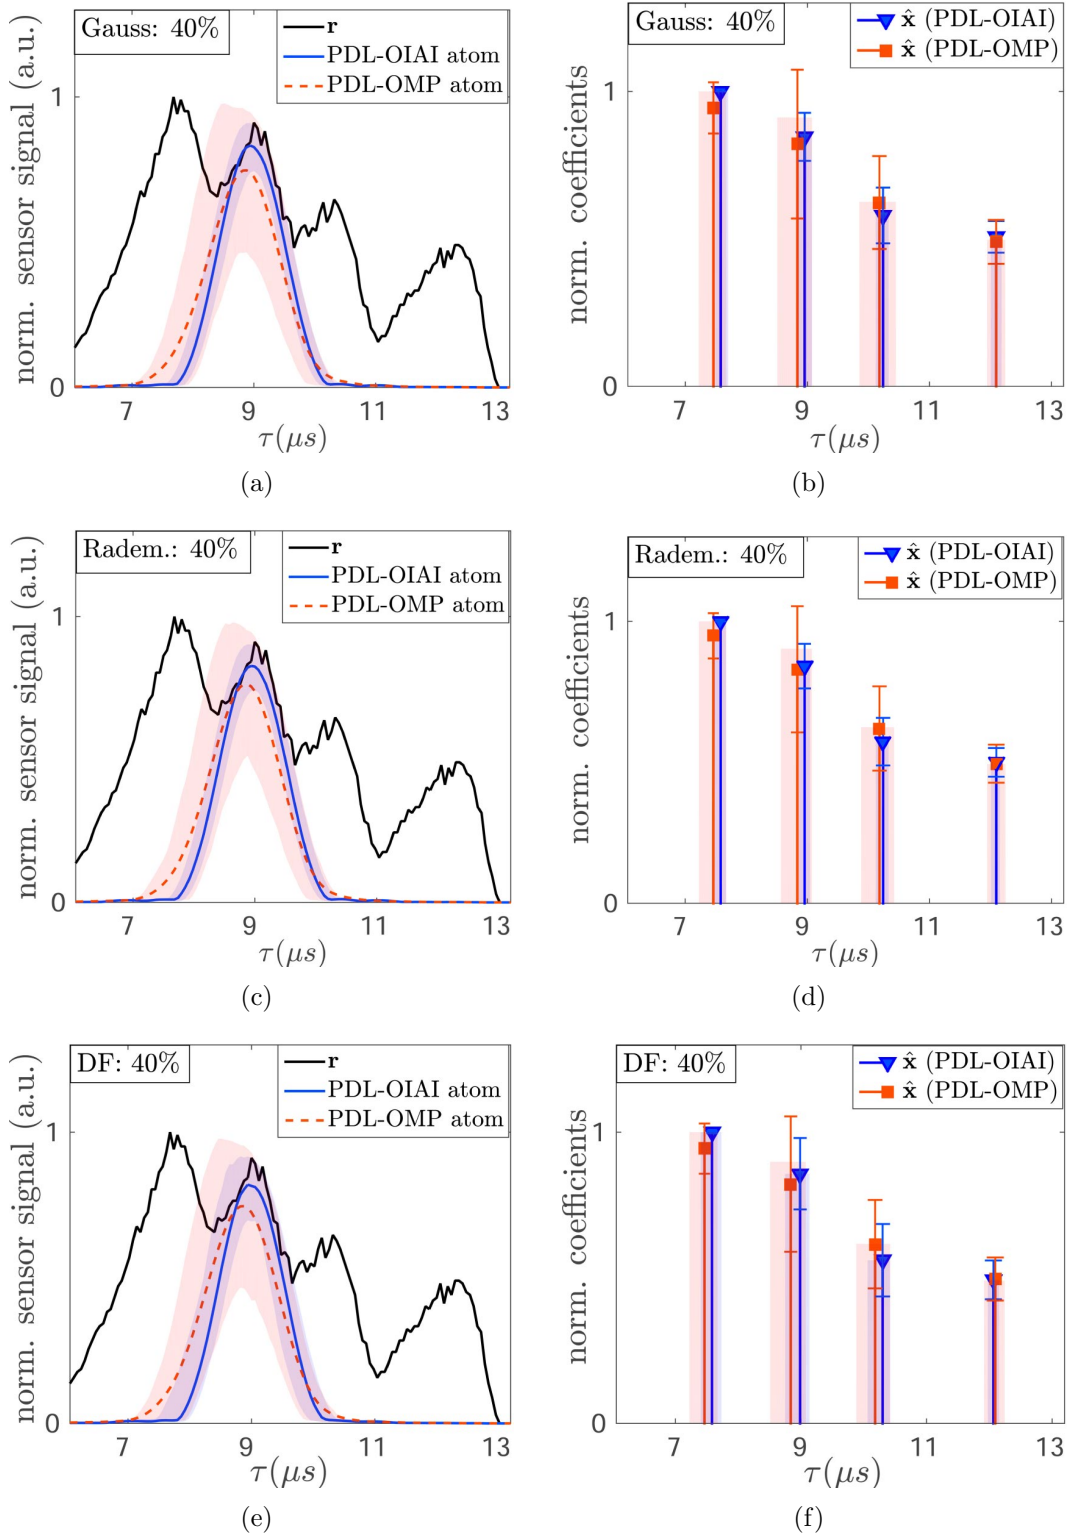 Gauss: 40%
r
PDL-OIAI atom
PDL-OMP atom
norm. sensor signal (a.u.)
1
0
7 9 11 13
τ(μs)
(a)
x̂ (PDL-OIAI)
x̂ (PDL-OMP)
Gauss: 40%
norm. coefficients
1
0
7 9 11 13
τ(μs)
(b)
Radem.: 40%
r
PDL-OIAI atom
PDL-OMP atom
norm. sensor signal (a.u.)
1
0
7 9 11 13
τ(μs)
(c)
Radem.: 40%
x̂ (PDL-OIAI)
x̂ (PDL-OMP)
norm. coefficients
1
0
7 9 11 13
τ(μs)
(d)
DF: 40%
r
PDL-OIAI atom
PDL-OMP atom
norm. sensor signal (a.u.)
1
0
7 9 11 13
τ(μs)
(e)
DF: 40%
x̂ (PDL-OIAI)
x̂ (PDL-OMP)
norm. coefficients
1
0
7 9 11 13
τ(μs)
(f)